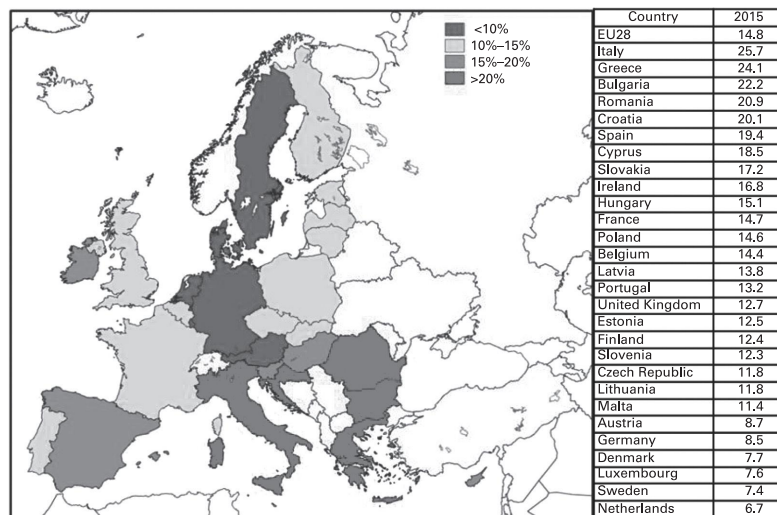 <10%
10%–15%
15%–20%
>20%
Country 2015
EU28 14.8
Italy 25.7
Greece 24.1
Bulgaria 22.2
Romania 20.9
Croatia 20.1
Spain 19.4
Cyprus 18.5
Slovakia 17.2
Ireland 16.8
Hungary 15.1
France 14.7
Poland 14.6
Belgium 14.4
Latvia 13.8
Portugal 13.2
United Kingdom 12.7
Estonia 12.5
Finland 12.4
Slovenia 12.3
Czech Republic 11.8
Lithuania 11.8
Malta 11.4
Austria 8.7
Germany 8.5
Denmark 7.7
Luxembourg 7.6
Sweden 7.4
Netherlands 6.7